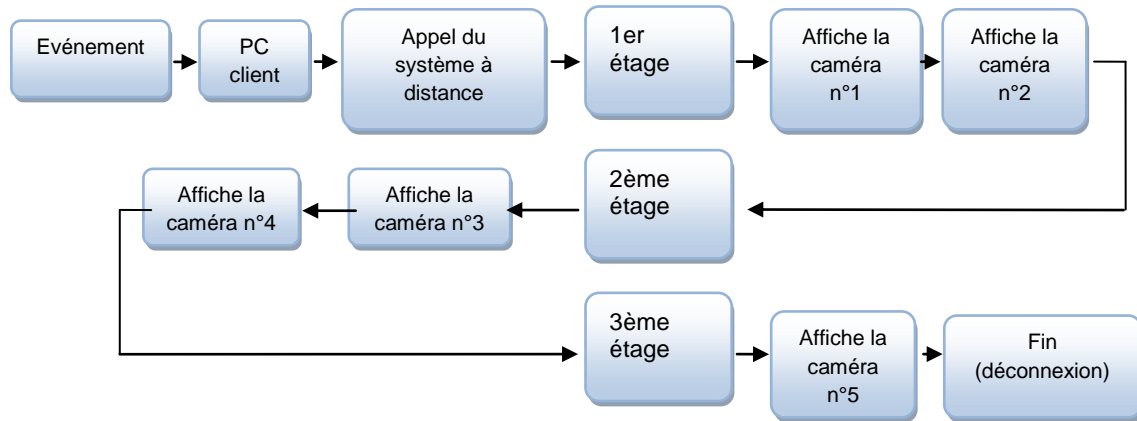 Evénement
PC
client
Appel du
système à
distance
1er
étage
Affiche la
caméra
n°1
Affiche la
caméra
n°2
2ème
étage
Affiche la
caméra n°3
Affiche la
caméra n°4
3ème
étage
Affiche la
caméra
n°5
Fin
(déconnexion)